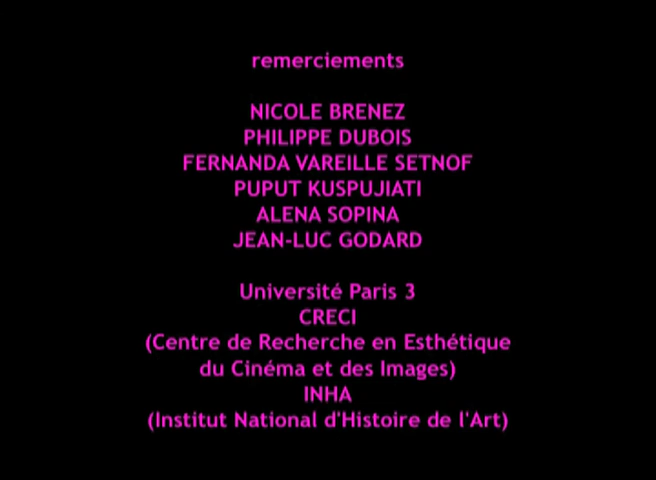 remerciements
NICOLE BRENEZ
PHILIPPE DUBOIS
FERNANDA VAREILLE SETNOF
PUPUT KUSPUJIATI
ALENA SOPINA
JEAN-LUC GODARD
Université Paris 3
CRECI
(Centre de Recherche en Esthétique
du Cinéma et des Images)
INHA
(Institut National d'Histoire de l'Art)